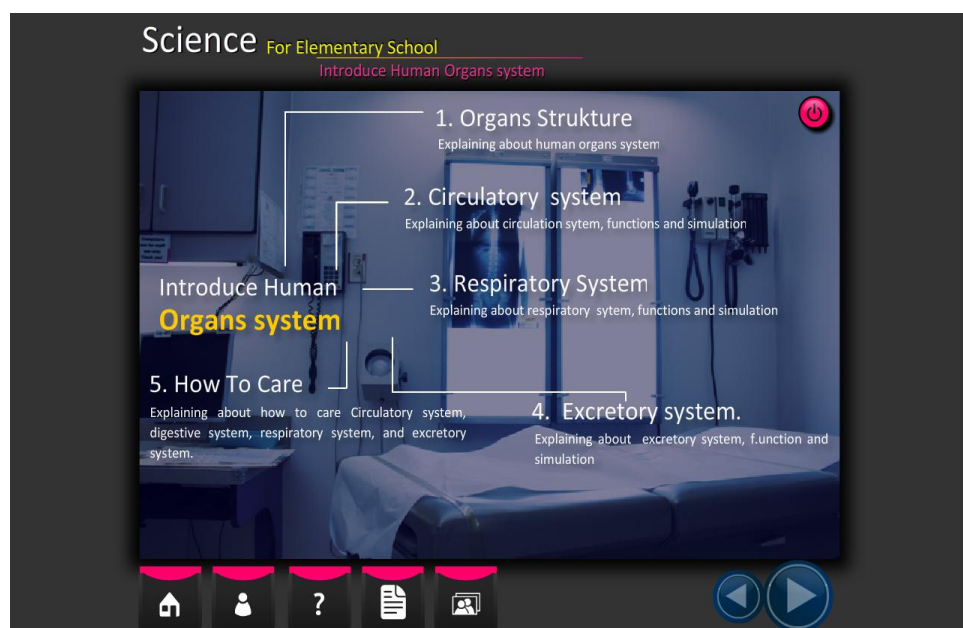 Science For Elementary School
Introduce Human Organs system
1. Organs Strukture
Explaining about human organs system
2. Circulatory system
Explaining about circulation sytem, functions and simulation
3. Respiratory System
Explaining about respiratory sytem, functions and simulation
Introduce Human
Organs system
5. How To Care
Explaining about how to care Circulatory system,
digestive system, respiratory system, and excretory
system.
4. Excretory system.
Explaining about excretory system, f.unction and
simulation
?